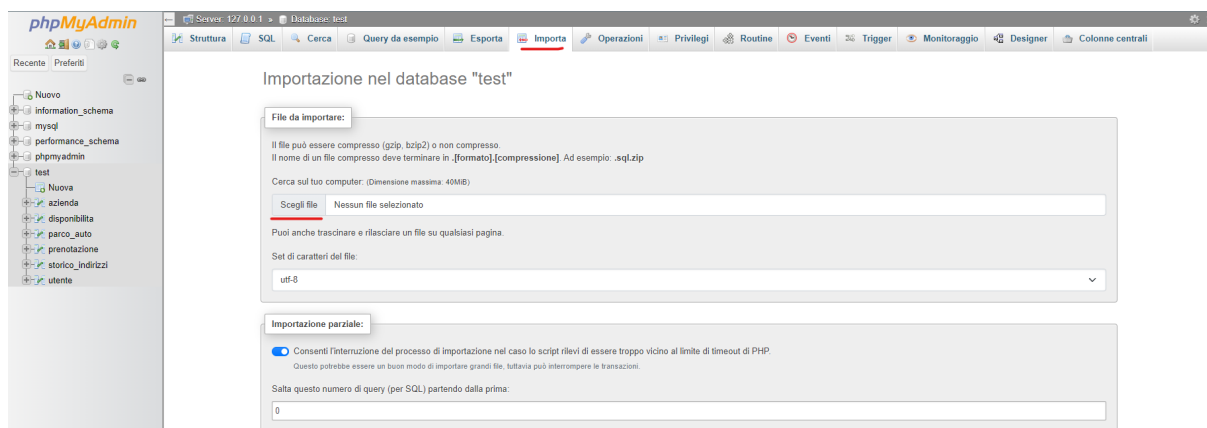 phpMyAdmin
Server: 127.0.0.1 » Database: test
Struttura SQL Cerca Query da esempio Esporta Importa Operazioni Privilegi Routine Eventi Trigger Monitoraggio Designer Colonne centrali
Recente Preferiti
Nuovo
information_schema
mysql
performance_schema
phpmyadmin
test
Nuova
azienda
disponibilita
parco_auto
prenotazione
storico_indirizzi
utente
Importazione nel database "test"
File da importare:
Il file può essere compresso (gzip, bzip2) o non compresso.
Il nome di un file compresso deve terminare in .[formato].[compressione]. Ad esempio: .sql.zip
Cerca sul tuo computer: (Dimensione massima: 40MiB)
Scegli file Nessun file selezionato
Puoi anche trascinare e rilasciare un file su qualsiasi pagina.
Set di caratteri del file:
utf-8
Importazione parziale:
Consenti l'interruzione del processo di importazione nel caso lo script rilevi di essere troppo vicino al limite di timeout di PHP.
Questo potrebbe essere un buon modo di importare grandi file, tuttavia può interrompere le transazioni.
Salta questo numero di query (per SQL) partendo dalla prima:
0